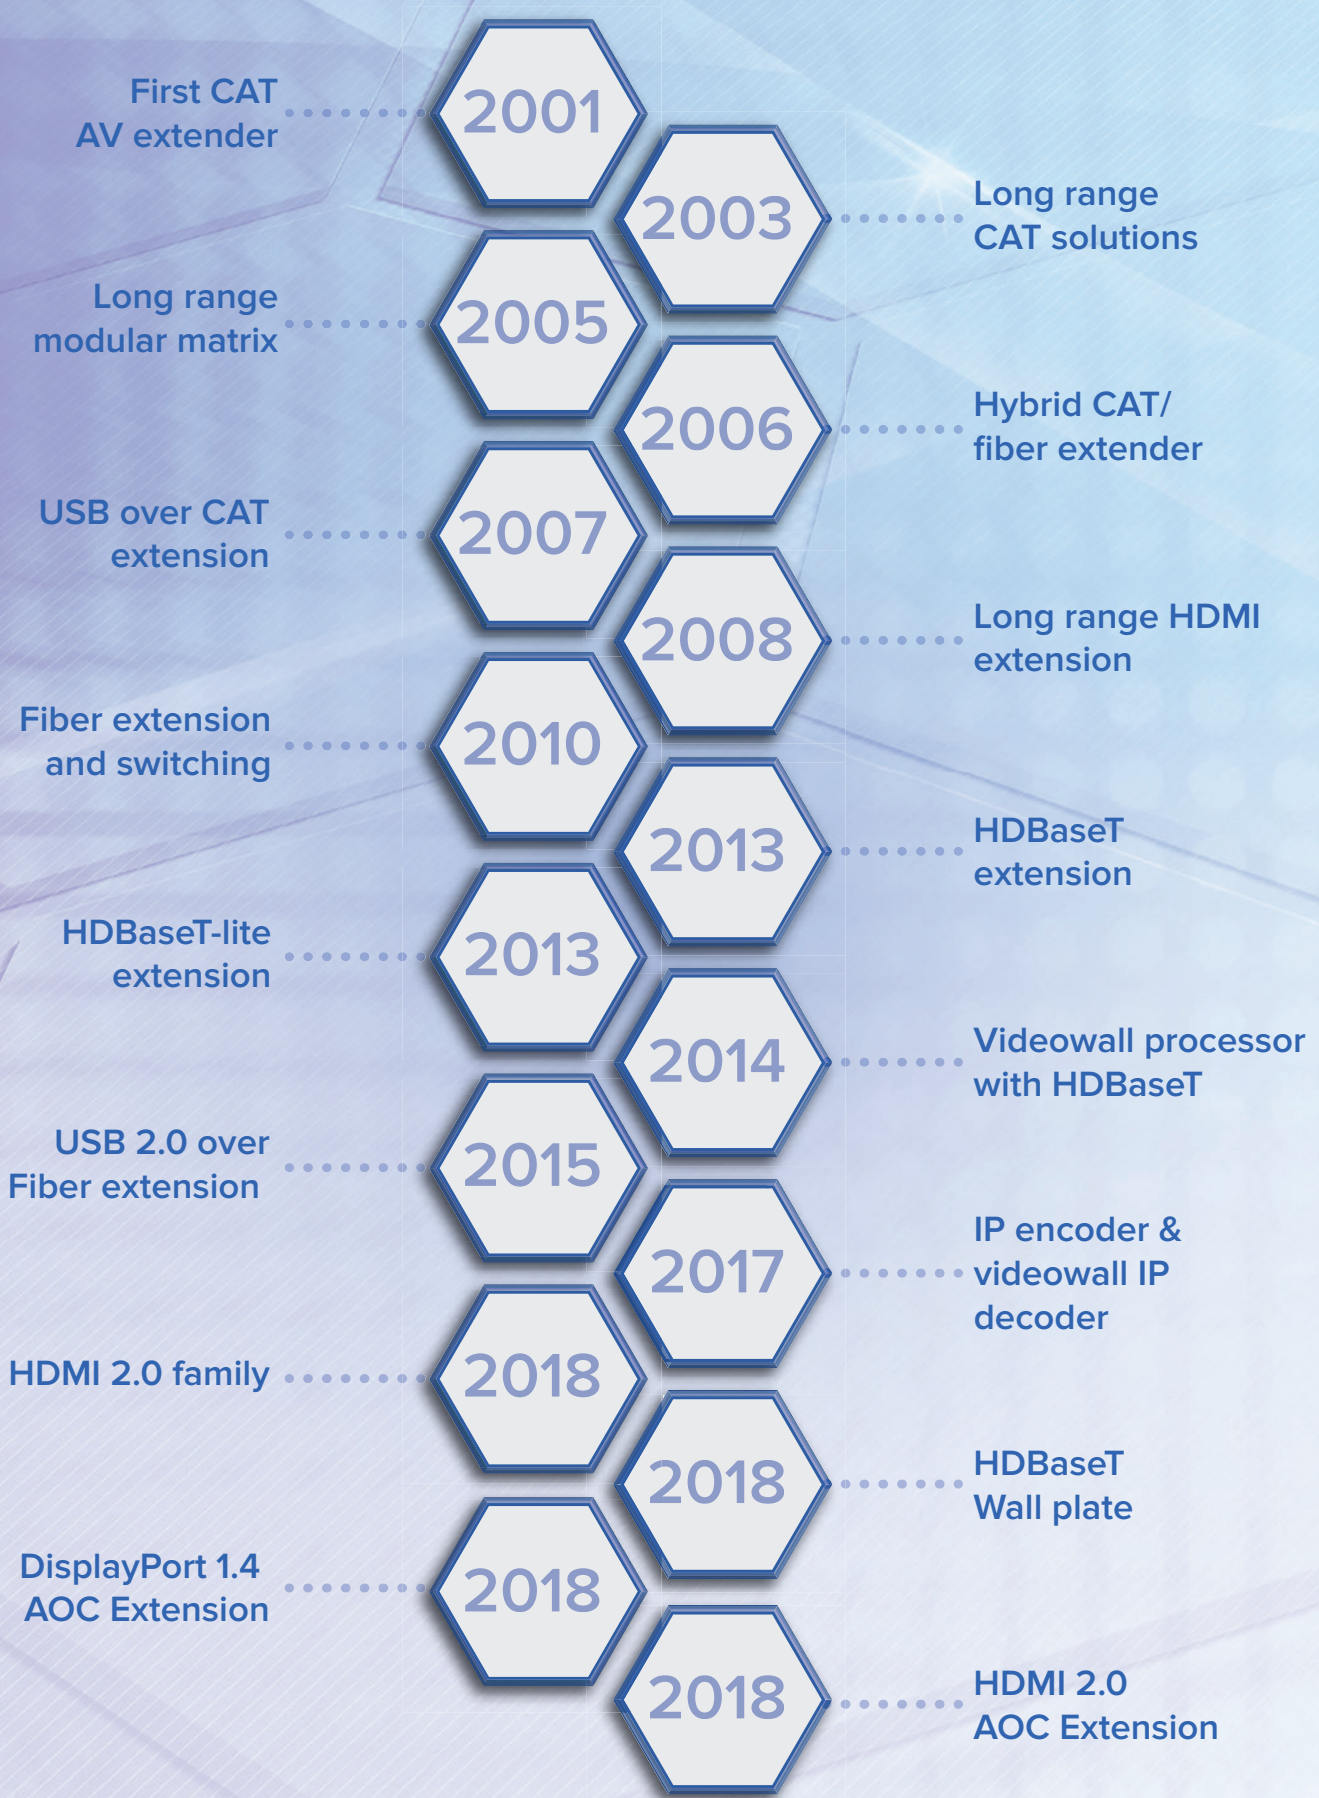 First CAT
AV extender
2001
2003
Long range
CAT solutions
Long range
modular matrix
2005
2006
Hybrid CAT/
fiber extender
USB over CAT
extension
2007
2008
Long range HDMI
extension
Fiber extension
and switching
2010
2013
HDBaseT
extension
HDBaseT-lite
extension
2013
2014
Videowall processor
with HDBaseT
USB 2.0 over
Fiber extension
2015
2017
IP encoder &
videowall IP
decoder
HDMI 2.0 family
2018
2018
HDBaseT
Wall plate
DisplayPort 1.4
AOC Extension
2018
2018
HDMI 2.0
AOC Extension